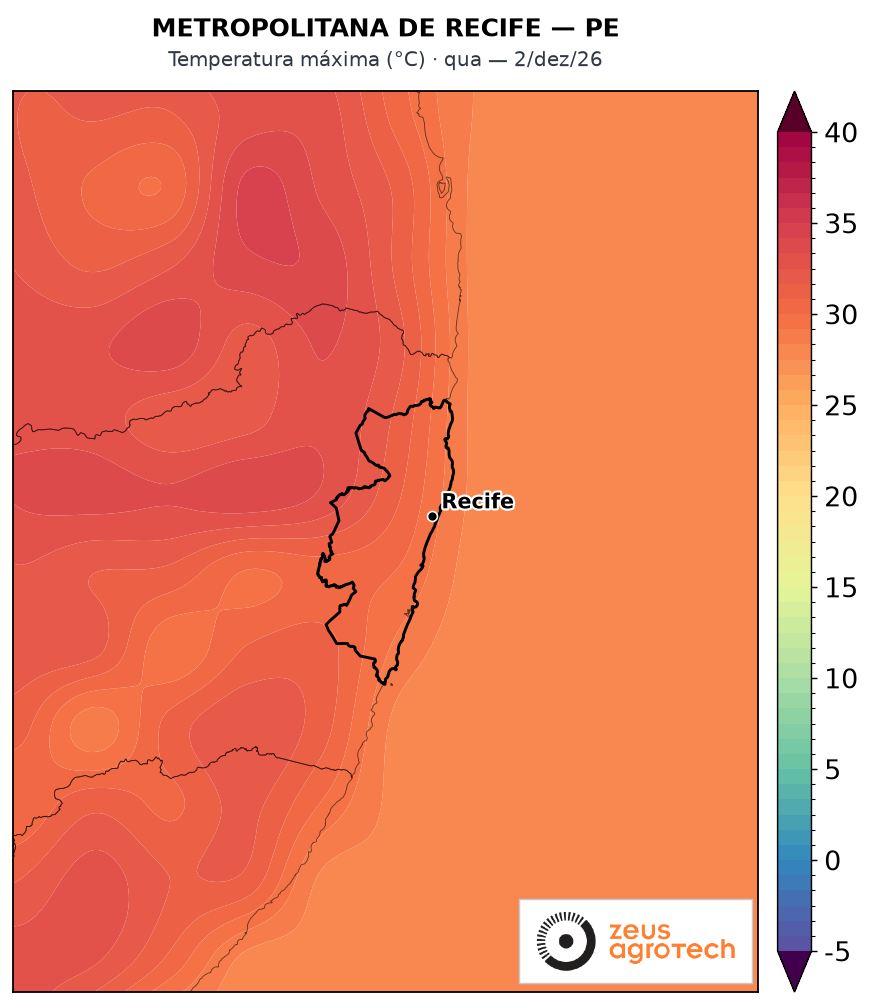 METROPOLITANA DE RECIFE — PE
Temperatura máxima (°C) · qua — 2/dez/26
40
35
30
25
20
15
10
5
0
-5
Recife
zeus
agrotech